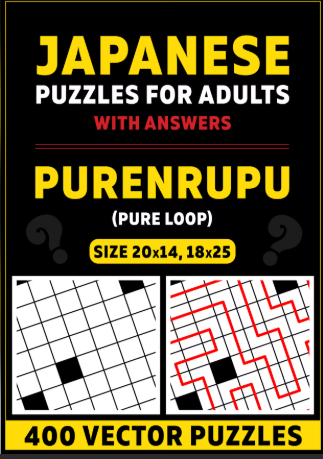 JAPANESE
PUZZLES FOR ADULTS
WITH ANSWERS
PURENRUPU
(PURE LOOP)
? ?
SIZE 20x14, 18x25
400 VECTOR PUZZLES